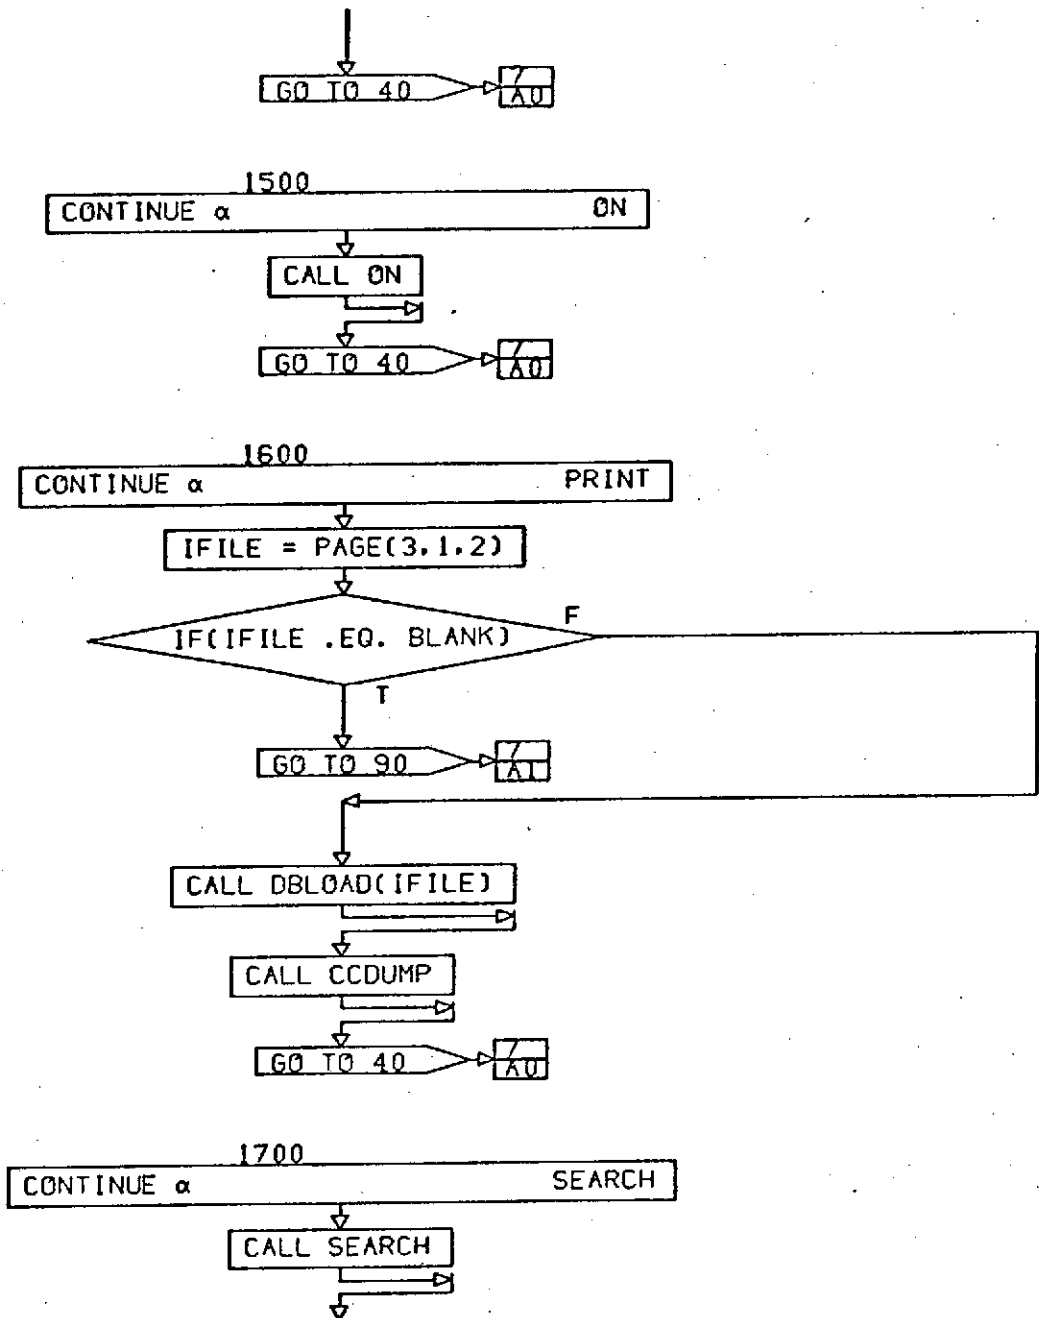 GO TO 40 7
A0
1500
CONTINUE α ON
CALL ON
GO TO 40 7
A0
1600
CONTINUE α PRINT
IFILE = PAGE(3,1,2)
IF(IFILE .EQ. BLANK) F
T
GO TO 90 7
A1
CALL DBLOAD(IFILE)
CALL CCDUMP
GO TO 40 7
A0
1700
CONTINUE α SEARCH
CALL SEARCH